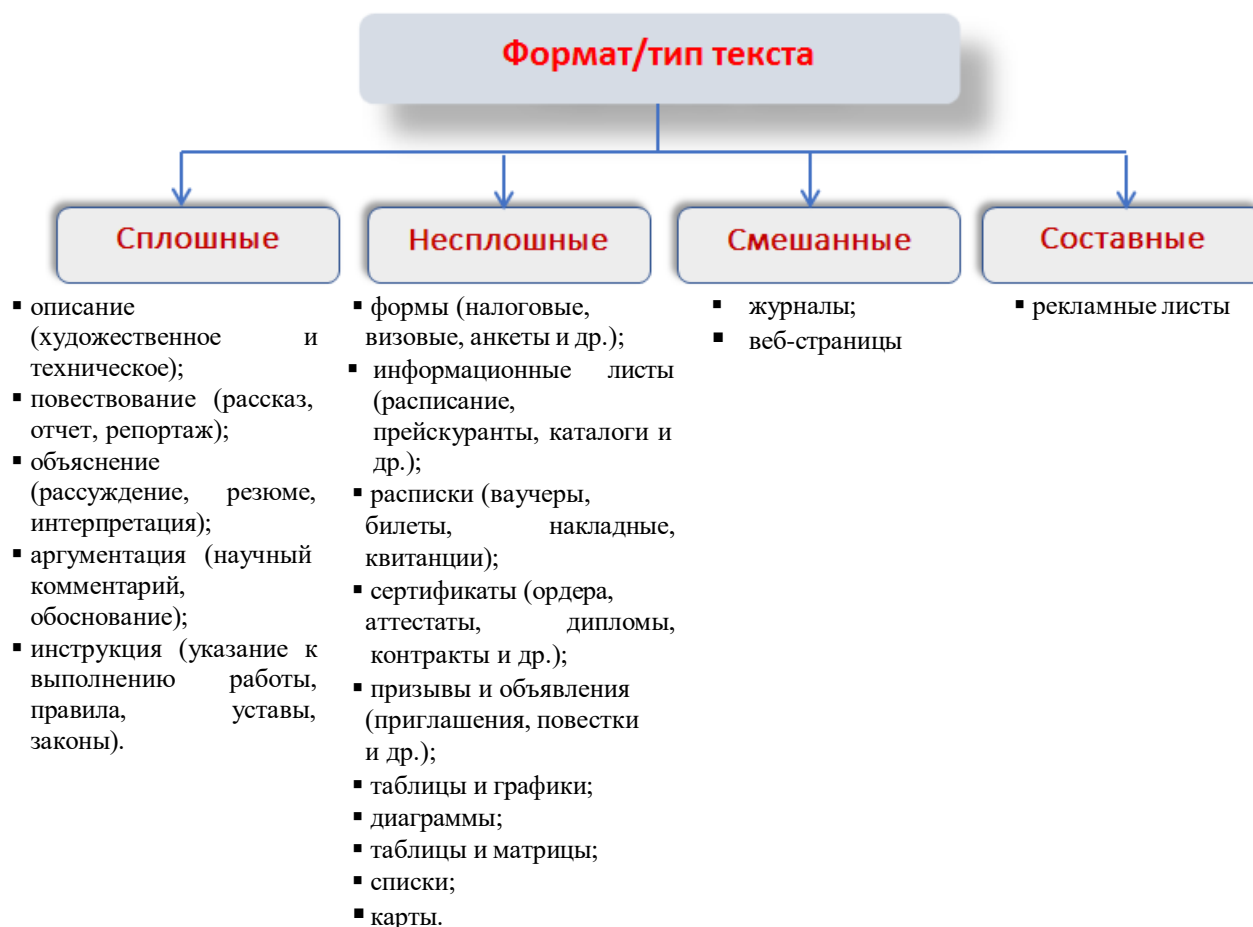 Формат/тип текста
Сплошные
▪ описание
(художественное и
техническое);
▪ повествование (рассказ,
отчет, репортаж);
▪ объяснение
(рассуждение, резюме,
интерпретация);
▪ аргументация (научный
комментарий,
обоснование);
▪ инструкция (указание к
выполнению работы,
правила, уставы,
законы).
Несплошные
▪ формы (налоговые,
визовые, анкеты и др.);
▪ информационные листы
(расписание,
прейскуранты, каталоги и
др.);
▪ расписки (ваучеры,
билеты, накладные,
квитанции);
▪ сертификаты (ордера,
аттестаты, дипломы,
контракты и др.);
▪ призывы и объявления
(приглашения, повестки
и др.);
▪ таблицы и графики;
▪ диаграммы;
▪ таблицы и матрицы;
▪ списки;
▪ карты.
Смешанные
▪ журналы;
▪ веб-страницы
Составные
▪ рекламные листы